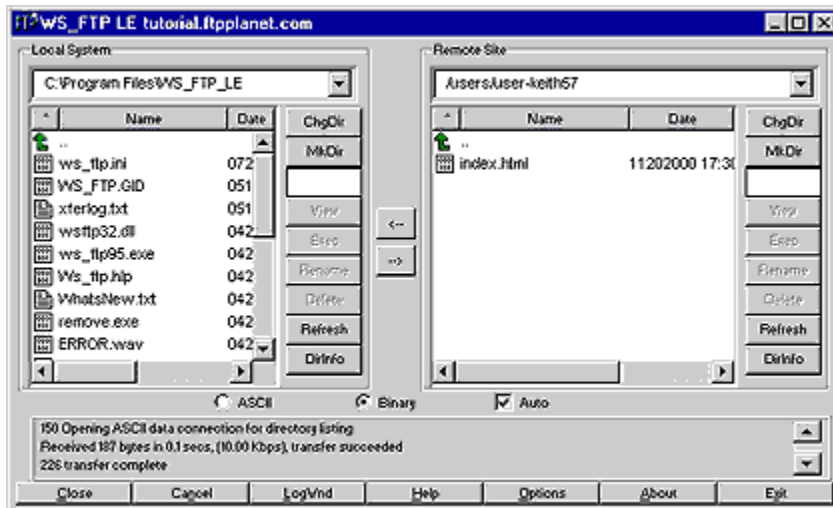 WS_FTP LE tutorial.ftpplanet.com
Local System
C:\Program Files\WS_FTP_LE
^ Name Date
..
ws_ftp.ini 072
WS_FTP.GID 051
xferlog.txt 051
wsftp32.dll 042
ws_ftp95.exe 042
Ws_ftp.hlp 042
WhatsNew.txt 042
remove.exe 042
ERROR.wav 042
ChgDir
MkDir
View
Exec
Rename
Delete
Refresh
DirInfo
<--
-->
Remote Site
/users/user-keith57
^ Name Date
..
index.html 11202000 17:30
ChgDir
MkDir
View
Exec
Rename
Delete
Refresh
DirInfo
ASCII Binary Auto
150 Opening ASCII data connection for directory listing
Received 187 bytes in 0.1 secs, (10.00 Kbps), transfer succeeded
226 transfer complete
Close Cancel LogWnd Help Options About Exit